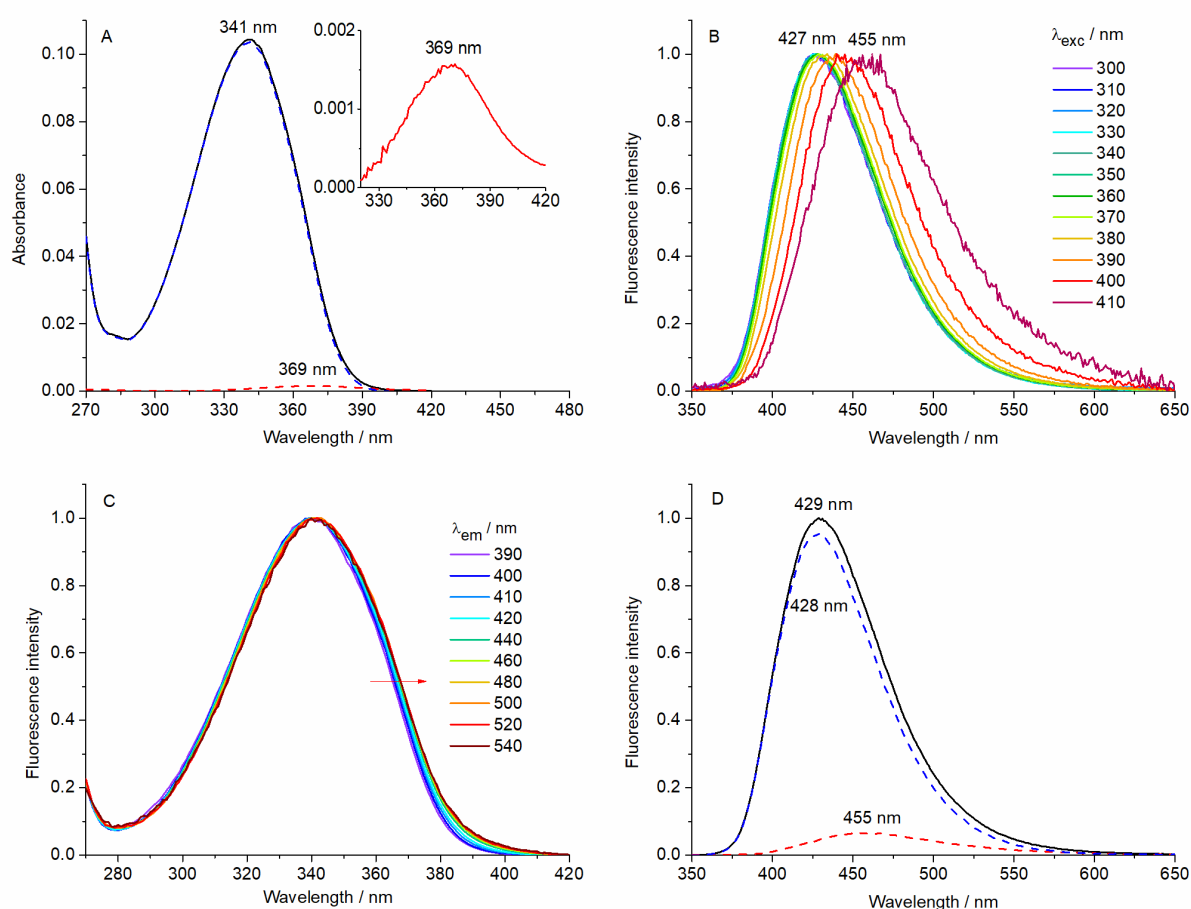 A
341 nm
369 nm
0.002
0.001
0.000
330 360 390 420
0.10
0.08
0.06
0.04
0.02
0.00
369 nm
270 300 330 360 390 420 450 480
Absorbance
Wavelength / nm
B
427 nm 455 nm
λexc / nm
300
310
320
330
340
350
360
370
380
390
400
410
1.0
0.8
0.6
0.4
0.2
0.0
350 400 450 500 550 600 650
Fluorescence intensity
Wavelength / nm
C
λem / nm
390
400
410
420
440
460
480
500
520
540
1.0
0.8
0.6
0.4
0.2
0.0
280 300 320 340 360 380 400 420
Fluorescence intensity
Wavelength / nm
D
429 nm
428 nm
455 nm
1.0
0.8
0.6
0.4
0.2
0.0
350 400 450 500 550 600 650
Fluorescence intensity
Wavelength / nm